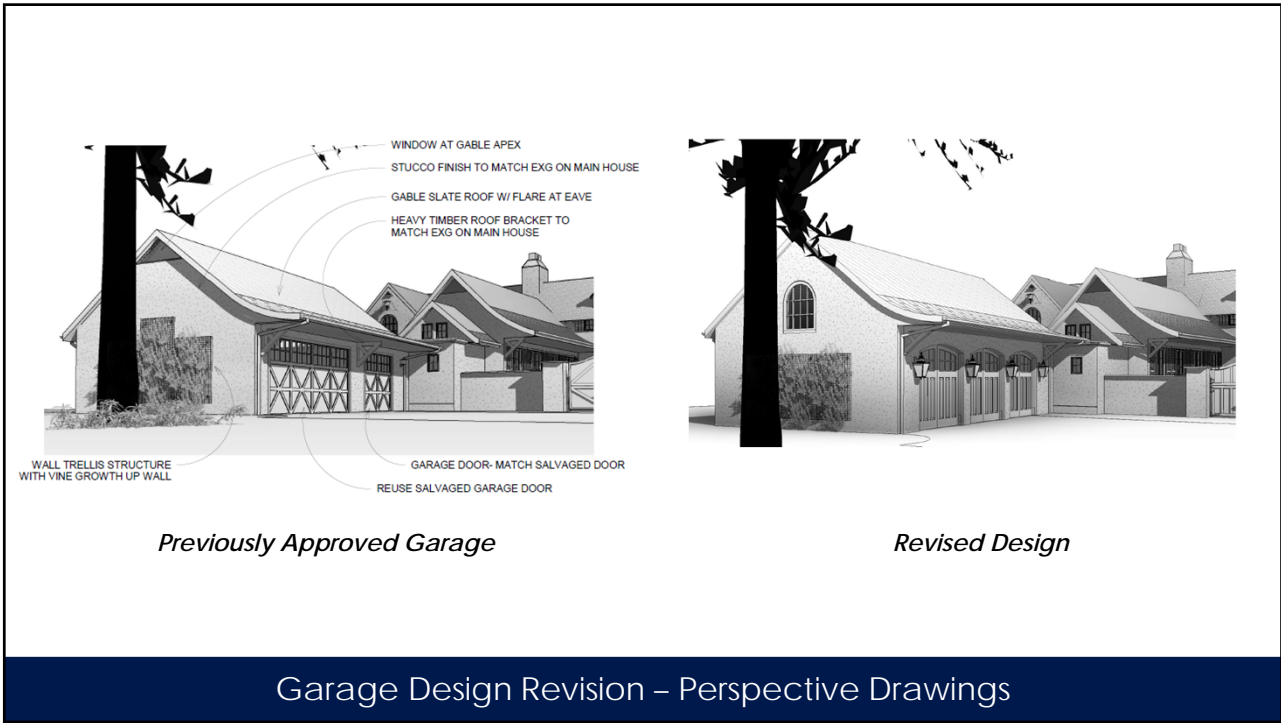 WINDOW AT GABLE APEX
STUCCO FINISH TO MATCH EXG ON MAIN HOUSE
GABLE SLATE ROOF W/ FLARE AT EAVE
HEAVY TIMBER ROOF BRACKET TO
MATCH EXG ON MAIN HOUSE
WALL TRELLIS STRUCTURE
WITH VINE GROWTH UP WALL
GARAGE DOOR- MATCH SALVAGED DOOR
REUSE SALVAGED GARAGE DOOR
Previously Approved Garage
Revised Design
Garage Design Revision – Perspective Drawings